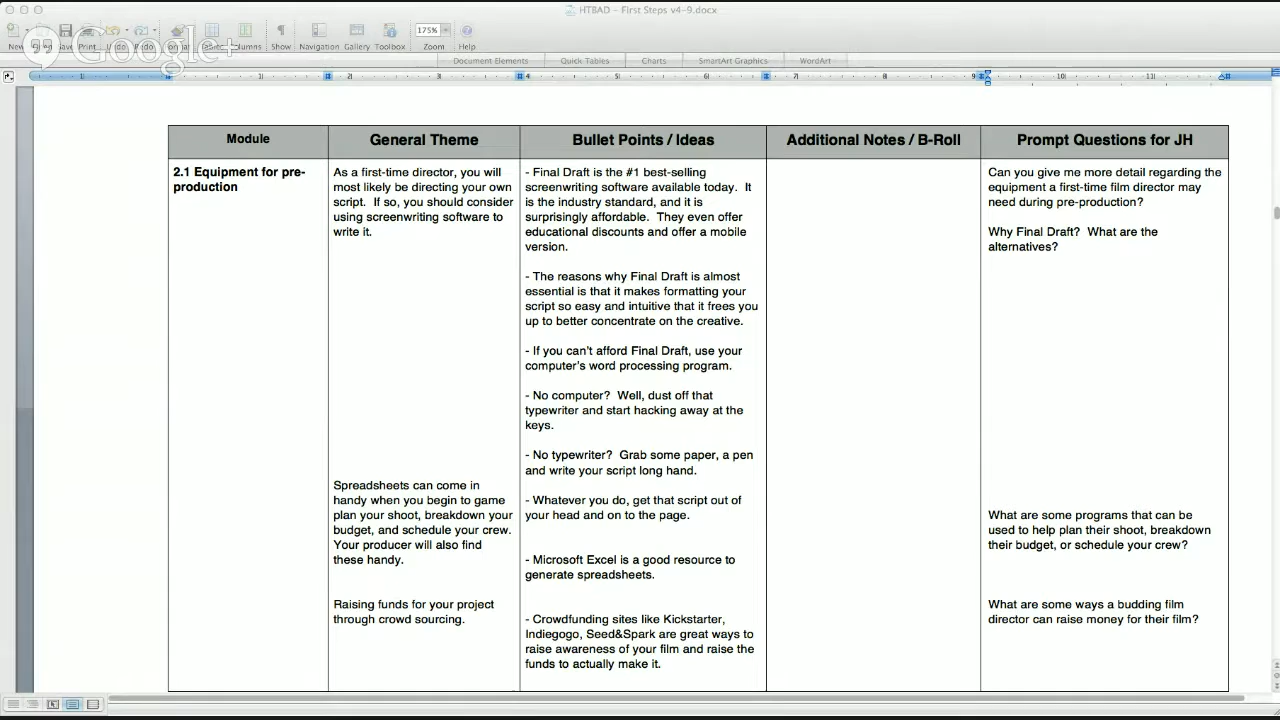 HTBAD – First Steps v4-9.docx
Google+
175%
New
Print
Show
Navigation
Gallery
Toolbox
Zoom
Help
Document Elements
Quick Tables
Charts
SmartArt Graphics
WordArt
1 1 2 3 4 5 6 7 8 9 10 11
Module
General Theme
Bullet Points / Ideas
Additional Notes / B-Roll
Prompt Questions for JH
2.1 Equipment for pre-
production
As a first-time director, you will
most likely be directing your own
script.  If so, you should consider
using screenwriting software to
write it.
Spreadsheets can come in
handy when you begin to game
plan your shoot, breakdown your
budget, and schedule your crew.
Your producer will also find
these handy.
Raising funds for your project
through crowd sourcing.
- Final Draft is the #1 best-selling
screenwriting software available today.  It
is the industry standard, and it is
surprisingly affordable.  They even offer
educational discounts and offer a mobile
version.
- The reasons why Final Draft is almost
essential is that it makes formatting your
script so easy and intuitive that it frees you
up to better concentrate on the creative.
- If you can't afford Final Draft, use your
computer's word processing program.
- No computer?  Well, dust off that
typewriter and start hacking away at the
keys.
- No typewriter?  Grab some paper, a pen
and write your script long hand.
- Whatever you do, get that script out of
your head and on to the page.
- Microsoft Excel is a good resource to
generate spreadsheets.
- Crowdfunding sites like Kickstarter,
Indiegogo, Seed&Spark are great ways to
raise awareness of your film and raise the
funds to actually make it.
Can you give me more detail regarding the
equipment a first-time film director may
need during pre-production?
Why Final Draft?  What are the
alternatives?
What are some programs that can be
used to help plan their shoot, breakdown
their budget, or schedule your crew?
What are some ways a budding film
director can raise money for their film?